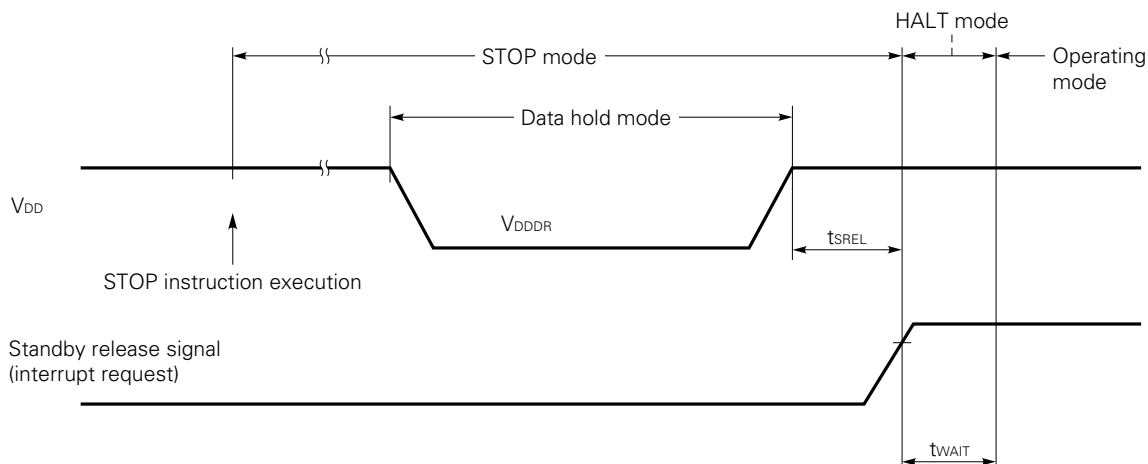 HALT mode
STOP mode
Operating
mode
Data hold mode
VDD
VDDDR
tSREL
STOP instruction execution
Standby release signal
(interrupt request)
tWAIT